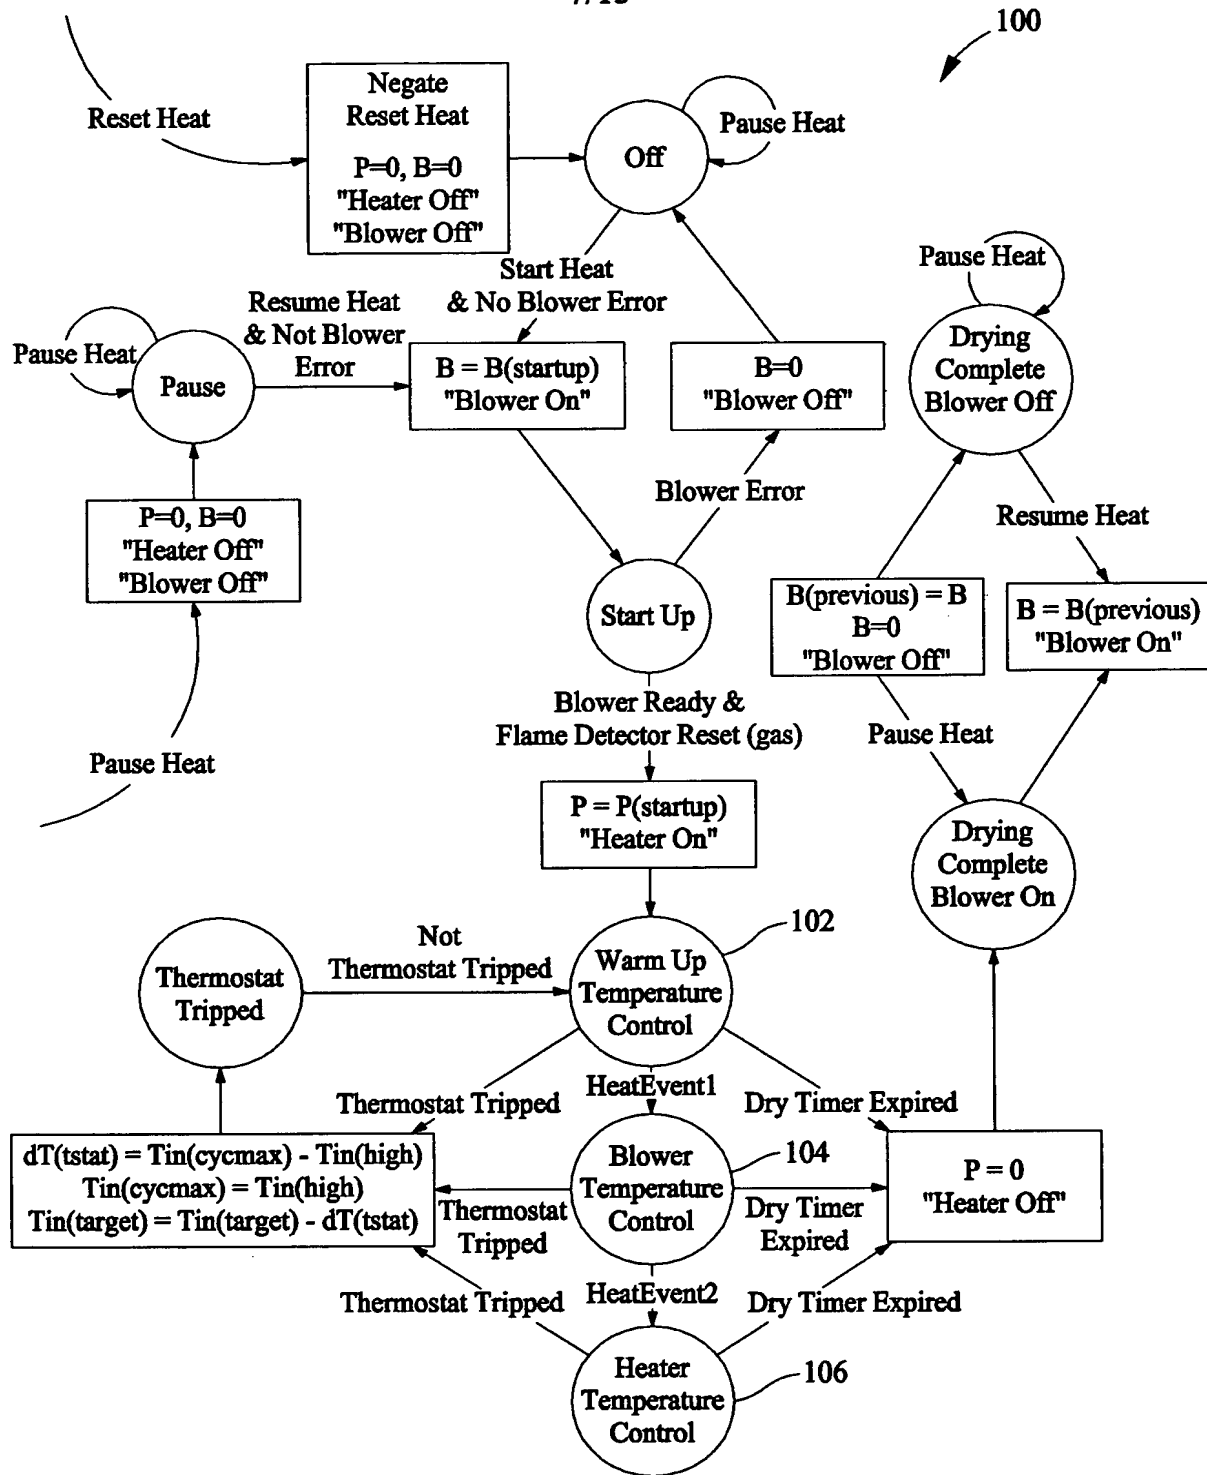 100
Reset Heat
Negate
Reset Heat
P=0, B=0
"Heater Off"
"Blower Off"
Off
Pause Heat
Start Heat
& No Blower Error
Resume Heat
& Not Blower
Error
Pause Heat
Pause
B = B(startup)
"Blower On"
B=0
"Blower Off"
Pause Heat
Drying
Complete
Blower Off
Blower Error
Resume Heat
P=0, B=0
"Heater Off"
"Blower Off"
Start Up
B(previous) = B
B=0
"Blower Off"
B = B(previous)
"Blower On"
Pause Heat
Blower Ready &
Flame Detector Reset (gas)
Pause Heat
P = P(startup)
"Heater On"
Drying
Complete
Blower On
102
Not
Thermostat Tripped
Thermostat
Tripped
Warm Up
Temperature
Control
Thermostat Tripped
HeatEvent1
Dry Timer Expired
dT(tstat) = Tin(cycmax) - Tin(high)
Tin(cycmax) = Tin(high)
Tin(target) = Tin(target) - dT(tstat)
Thermostat
Tripped
Blower
Temperature
Control
104
Dry Timer
Expired
P = 0
"Heater Off"
Thermostat Tripped
HeatEvent2
Dry Timer Expired
Heater
Temperature
Control
106